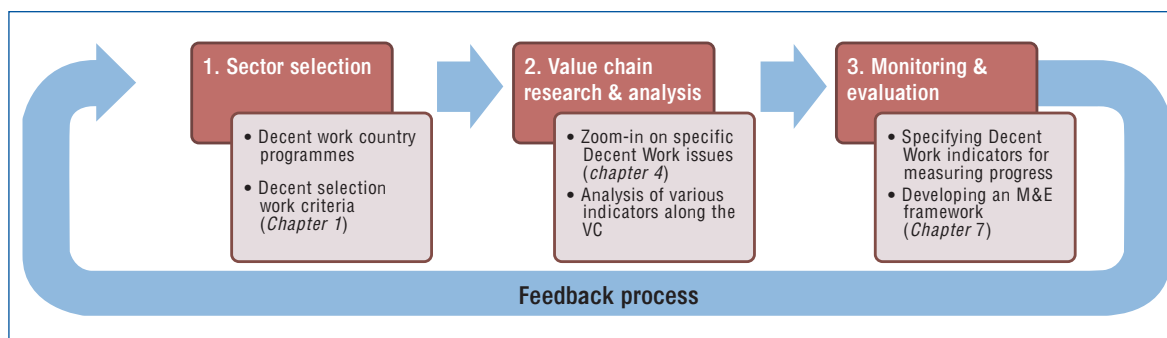 1. Sector selection
• Decent work country
programmes
• Decent selection
work criteria
(Chapter 1)
2. Value chain
research & analysis
• Zoom-in on specific
Decent Work issues
(chapter 4)
• Analysis of various
indicators along the
VC
3. Monitoring &
evaluation
• Specifying Decent
Work indicators for
measuring progress
• Developing an M&E
framework
(Chapter 7)
Feedback process